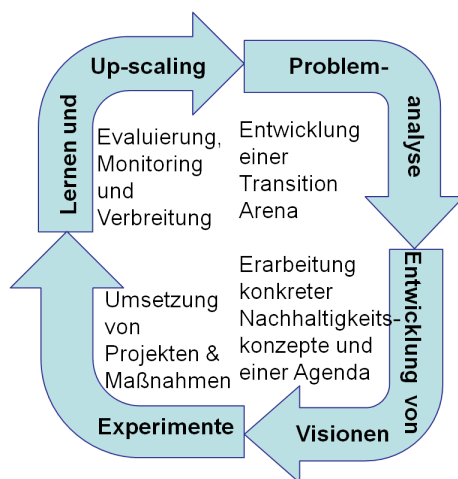 Problem-
analyse
Entwicklung
einer
Transition
Arena
Entwicklung von
Visionen
Erarbeitung
konkreter
Nachhaltigkeits-
konzepte und
einer Agenda
Experimente
Umsetzung
von
Projekten &
Maßnahmen
Lernen und
Up-scaling
Evaluierung,
Monitoring
und
Verbreitung